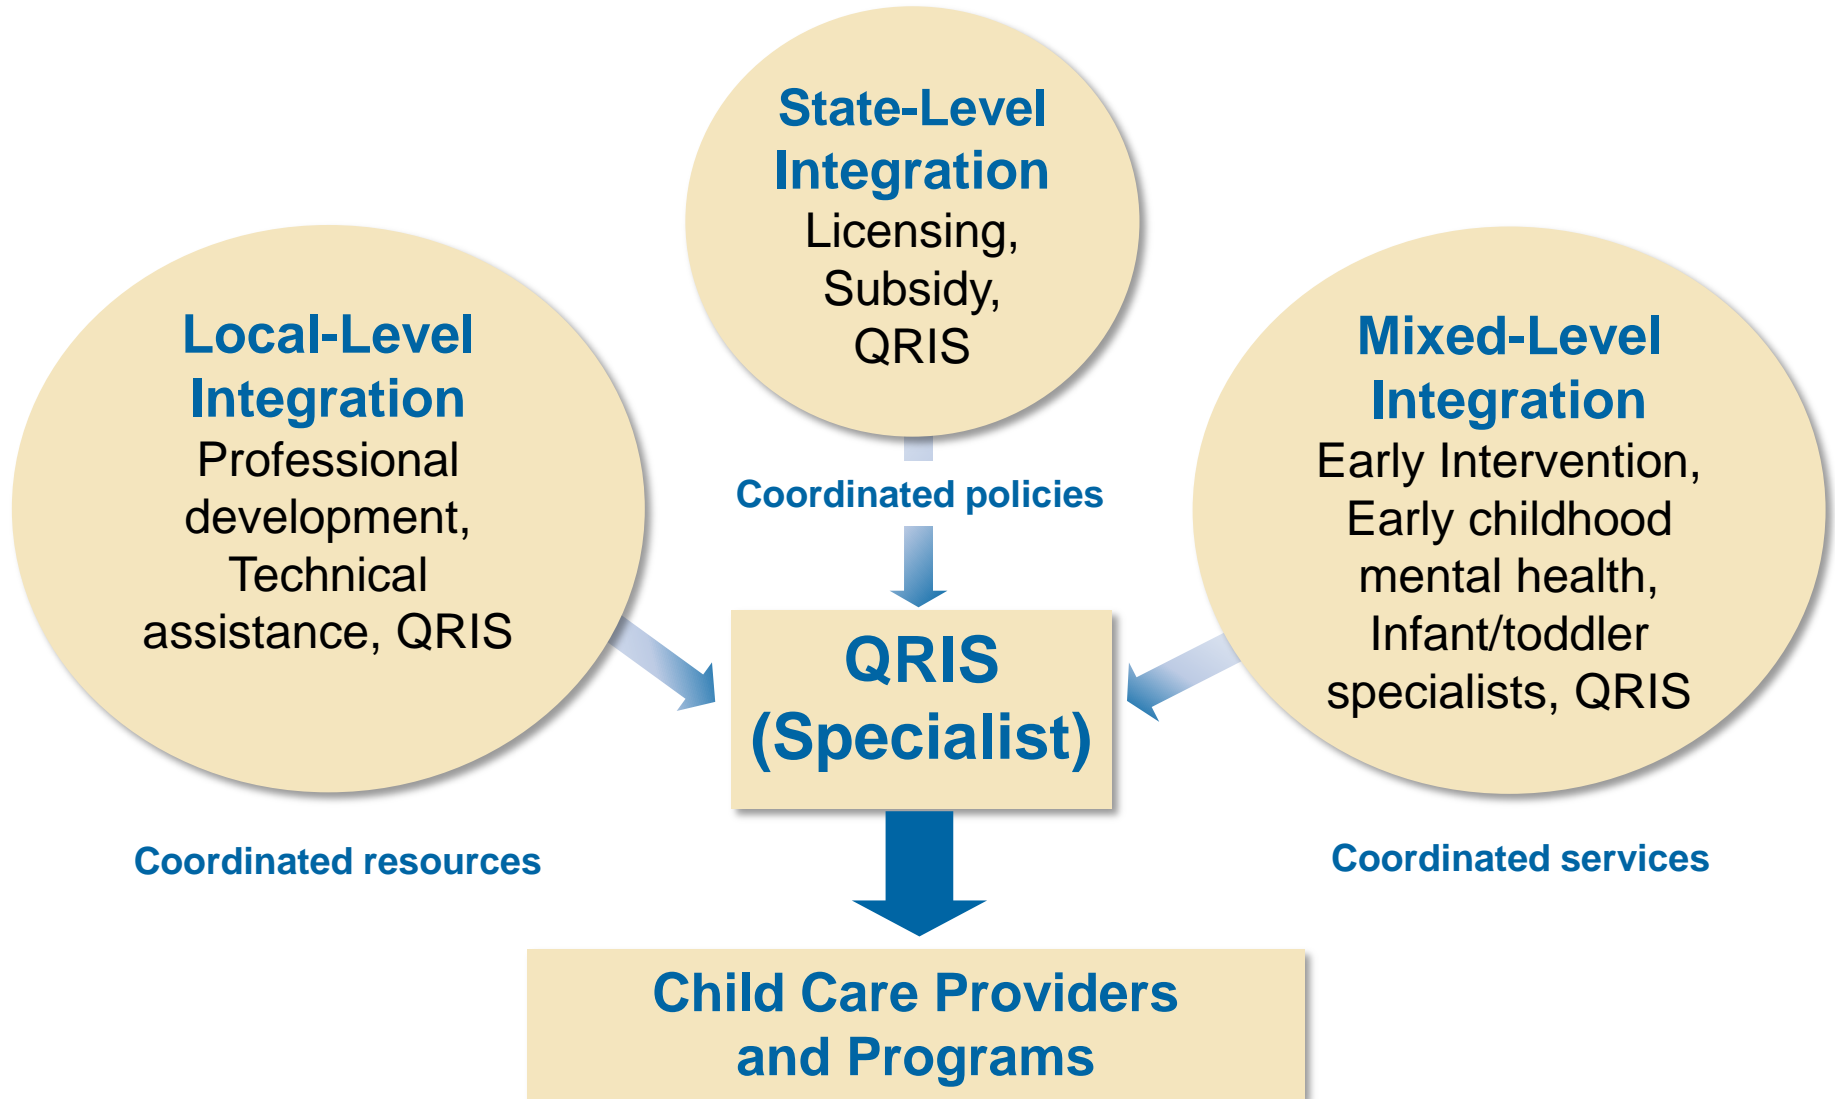 State-Level
Integration
Licensing,
Subsidy,
QRIS
Local-Level
Integration
Professional
development,
Technical
assistance, QRIS
Mixed-Level
Integration
Early Intervention,
Early childhood
mental health,
Infant/toddler
specialists, QRIS
Coordinated policies
QRIS
(Specialist)
Coordinated resources
Coordinated services
Child Care Providers
and Programs